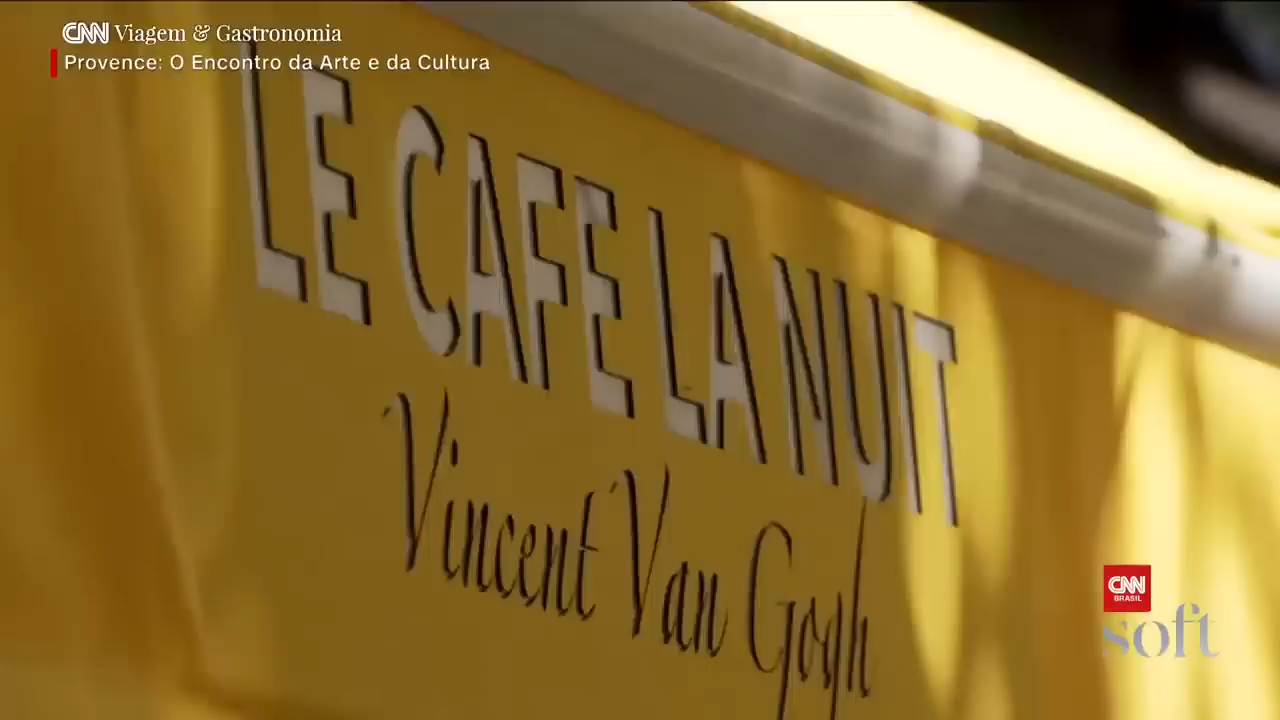 CNN Viagem & Gastronomia
Provence: O Encontro da Arte e da Cultura
LE CAFE LA NUIT
Vincent Van Gogh
CNN
BRASIL
soft